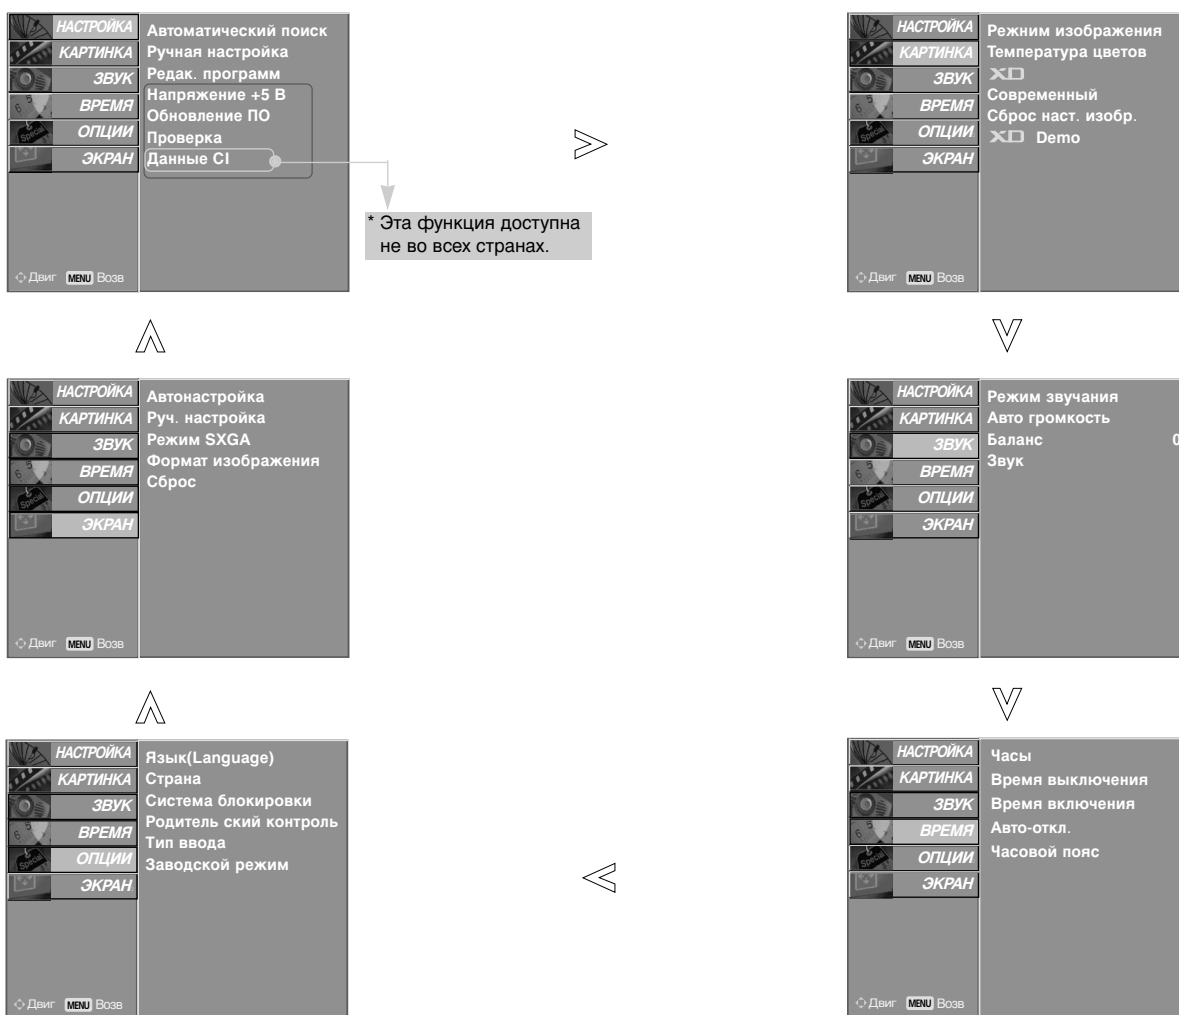 НАСТРОЙКА
КАРТИНКА
ЗВУК
ВРЕМЯ
ОПЦИИ
ЭКРАН
Автоматический поиск
Ручная настройка
Редак. программ
Напряжение +5 В
Обновление ПО
Проверка
Данные CI
Двиг MENU Возв
* Эта функция доступна
не во всех странах.
НАСТРОЙКА
КАРТИНКА
ЗВУК
ВРЕМЯ
ОПЦИИ
ЭКРАН
Режним изображения
Температура цветов
XD
Современный
Сброс наст. изобр.
XD Demo
Двиг MENU Возв
НАСТРОЙКА
КАРТИНКА
ЗВУК
ВРЕМЯ
ОПЦИИ
ЭКРАН
Автонастройка
Руч. настройка
Режим SXGA
Формат изображения
Сброс
Двиг MENU Возв
НАСТРОЙКА
КАРТИНКА
ЗВУК
ВРЕМЯ
ОПЦИИ
ЭКРАН
Режим звучания
Авто громкость
Баланс 0
Звук
Двиг MENU Возв
НАСТРОЙКА
КАРТИНКА
ЗВУК
ВРЕМЯ
ОПЦИИ
ЭКРАН
Язык(Language)
Страна
Система блокировки
Родитель ский контроль
Тип ввода
Заводской режим
Двиг MENU Возв
НАСТРОЙКА
КАРТИНКА
ЗВУК
ВРЕМЯ
ОПЦИИ
ЭКРАН
Часы
Время выключения
Время включения
Авто-откл.
Часовой пояс
Двиг MENU Возв